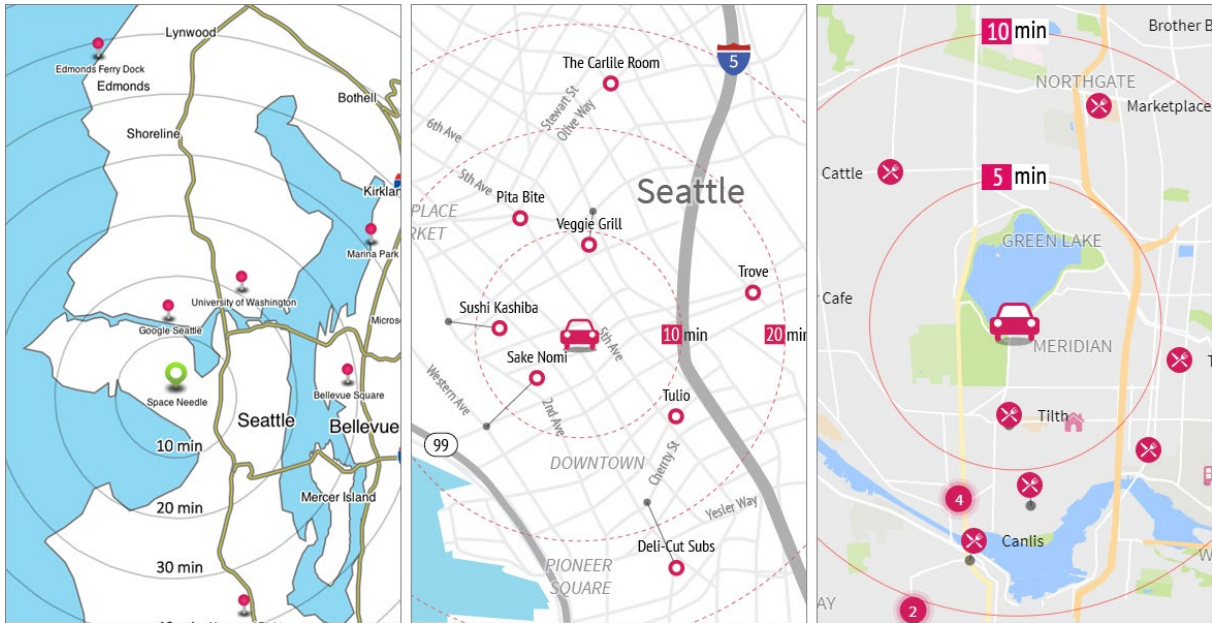 Lynwood
Edmonds Ferry Dock
Edmonds
Bothell
Shoreline
Kirklan
Marina Park
University of Washington
Google Seattle
Micros
Space Needle
Bellevue Square
Seattle
Bellevue
10 min
Mercer Island
20 min
30 min
5
The Carlile Room
Stewart St
Olive Way
6th Ave
5th Ave
Seattle
Pita Bite
PLACE
RKET
Veggie Grill
Trove
Sushi Kashiba
5th Ave
10 min
20 min
Sake Nomi
Western Ave
2nd Ave
Tulio
99
DOWNTOWN
Cherrty St
Yesler Way
Deli-Cut Subs
PIONEER
SQUARE
10 min
Brother B
NORTHGATE
Marketplace
Cattle
5 min
GREEN LAKE
Cafe
MERIDIAN
T
Tilth
4
Canlis
W
AY
2